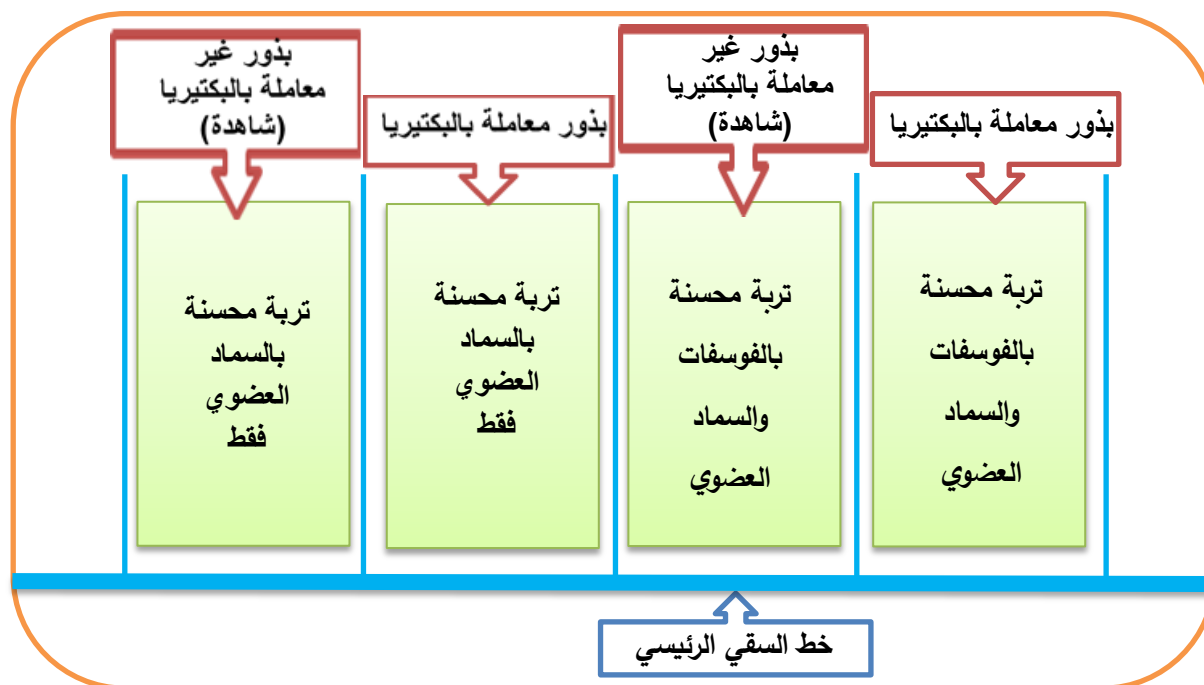 بذور معاملة بالبكتيريا
تربة محسنة
بالفوسفات
والسماد
العضوي
بذور غير
معاملة بالبكتيريا
(شاهدة)
تربة محسنة
بالفوسفات
والسماد
العضوي
بذور معاملة بالبكتيريا
تربة محسنة
بالسماد
العضوي
فقط
بذور غير
معاملة بالبكتيريا
(شاهدة)
تربة محسنة
بالسماد
العضوي
فقط
خط السقي الرئيسي